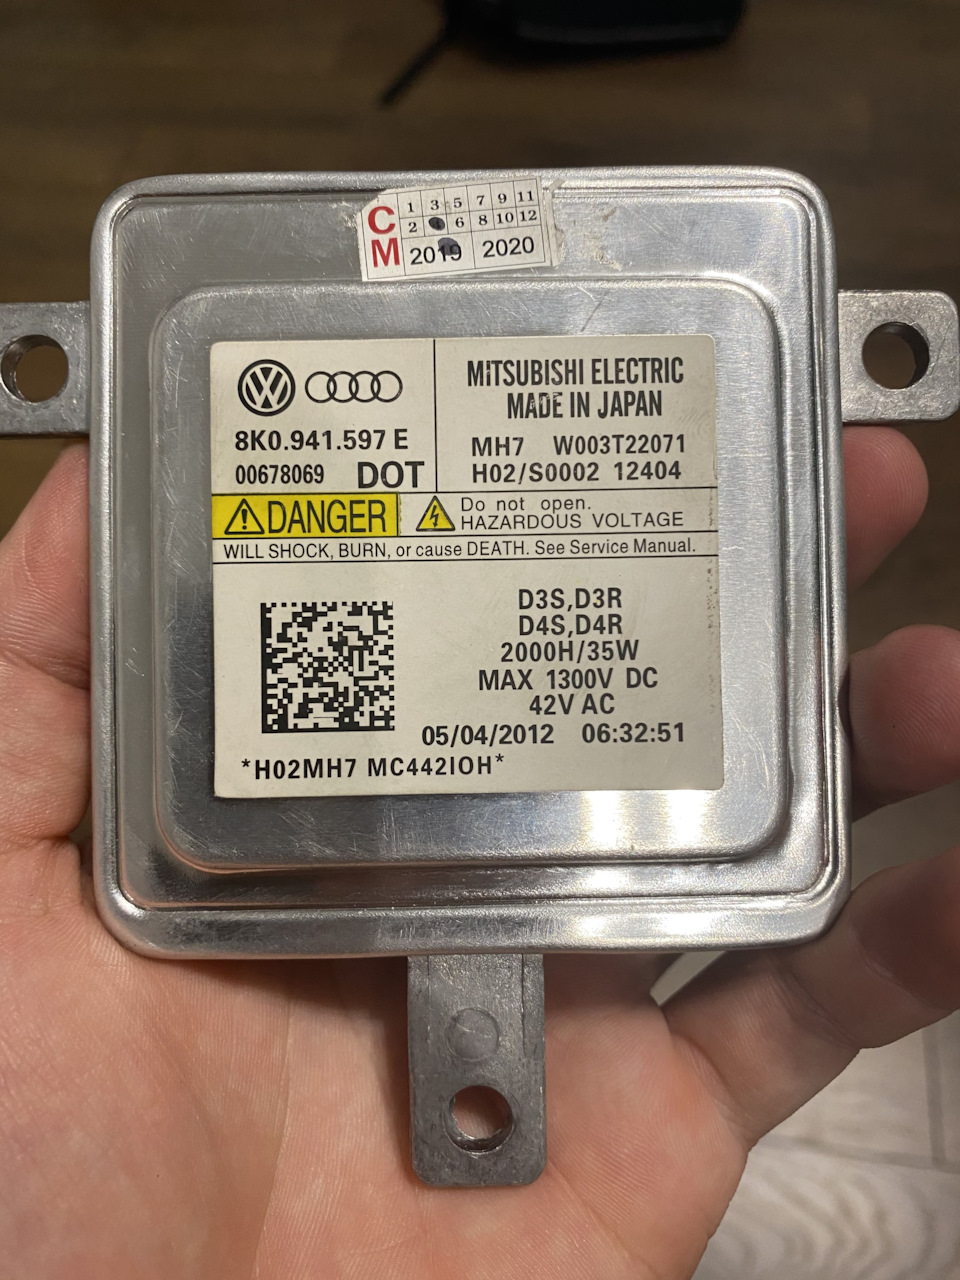 C 1 3 5 7 9 11
M 2 4 6 8 10 12
2019 2020
8K0.941.597 E
00678069 DOT
MITSUBISHI ELECTRIC
MADE IN JAPAN
MH7 W003T22071
H02/S0002 12404
DANGER
Do not open.
HAZARDOUS VOLTAGE
WILL SHOCK, BURN, or cause DEATH. See Service Manual.
D3S,D3R
D4S,D4R
2000H/35W
MAX 1300V DC
42V AC
05/04/2012 06:32:51
*H02MH7 MC442IOH*